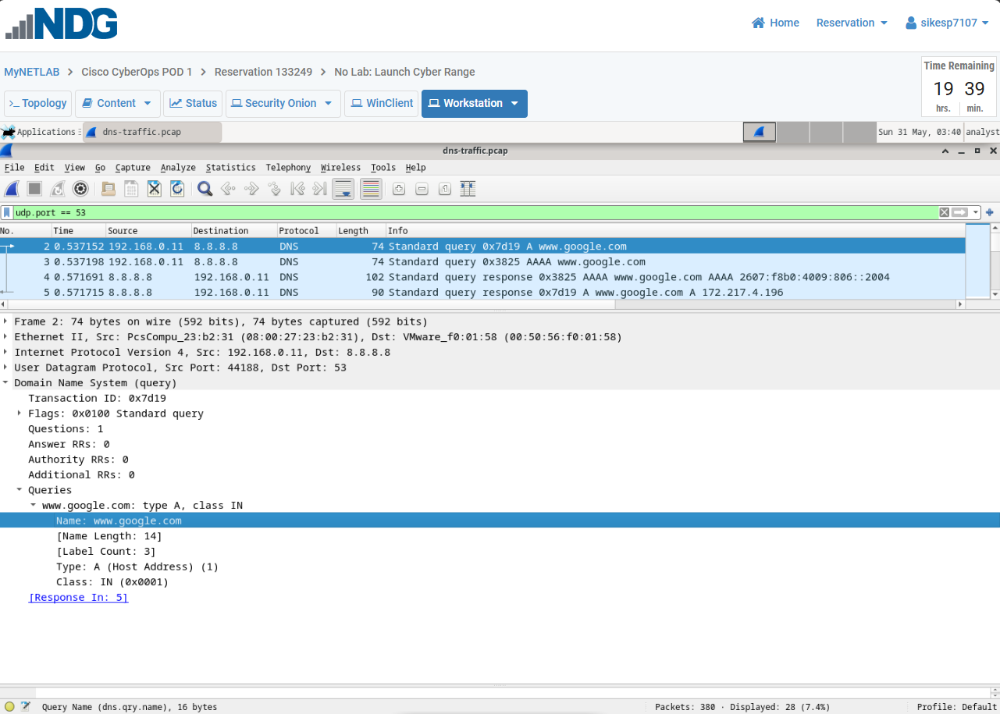 NDG
Home Reservation sikesp7107
MyNETLAB > Cisco CyberOps POD 1 > Reservation 133249 > No Lab: Launch Cyber Range
Time Remaining
19 39
hrs. min.
>_ Topology Content Status Security Onion WinClient Workstation
Applications dns-traffic.pcap Sun 31 May, 03:40 analyst
dns-traffic.pcap
File Edit View Go Capture Analyze Statistics Telephony Wireless Tools Help
udp.port == 53
No. Time Source Destination Protocol Length Info
2 0.537152 192.168.0.11 8.8.8.8 DNS 74 Standard query 0x7d19 A www.google.com
3 0.537198 192.168.0.11 8.8.8.8 DNS 74 Standard query 0x3825 AAAA www.google.com
4 0.571691 8.8.8.8 192.168.0.11 DNS 102 Standard query response 0x3825 AAAA www.google.com AAAA 2607:f8b0:4009:806::2004
5 0.571715 8.8.8.8 192.168.0.11 DNS 90 Standard query response 0x7d19 A www.google.com A 172.217.4.196
Frame 2: 74 bytes on wire (592 bits), 74 bytes captured (592 bits)
Ethernet II, Src: PcsCompu_23:b2:31 (08:00:27:23:b2:31), Dst: VMware_f0:01:58 (00:50:56:f0:01:58)
Internet Protocol Version 4, Src: 192.168.0.11, Dst: 8.8.8.8
User Datagram Protocol, Src Port: 44188, Dst Port: 53
Domain Name System (query)
Transaction ID: 0x7d19
Flags: 0x0100 Standard query
Questions: 1
Answer RRs: 0
Authority RRs: 0
Additional RRs: 0
Queries
www.google.com: type A, class IN
Name: www.google.com
[Name Length: 14]
[Label Count: 3]
Type: A (Host Address) (1)
Class: IN (0x0001)
[Response In: 5]
Query Name (dns.qry.name), 16 bytes Packets: 380 · Displayed: 28 (7.4%) Profile: Default